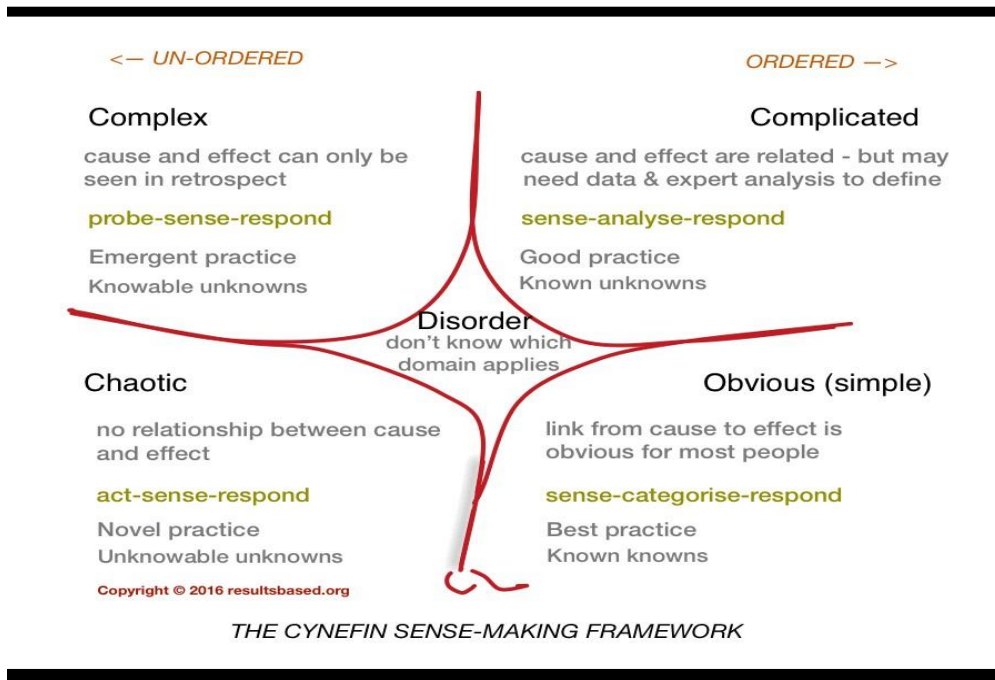 <— UN-ORDERED
ORDERED —>
Complex
cause and effect can only be
seen in retrospect
probe-sense-respond
Emergent practice
Knowable unknowns
Complicated
cause and effect are related - but may
need data & expert analysis to define
sense-analyse-respond
Good practice
Known unknowns
Disorder
don't know which
domain applies
Chaotic
no relationship between cause
and effect
act-sense-respond
Novel practice
Unknowable unknowns
Obvious (simple)
link from cause to effect is
obvious for most people
sense-categorise-respond
Best practice
Known knowns
Copyright © 2016 resultsbased.org
THE CYNEFIN SENSE-MAKING FRAMEWORK